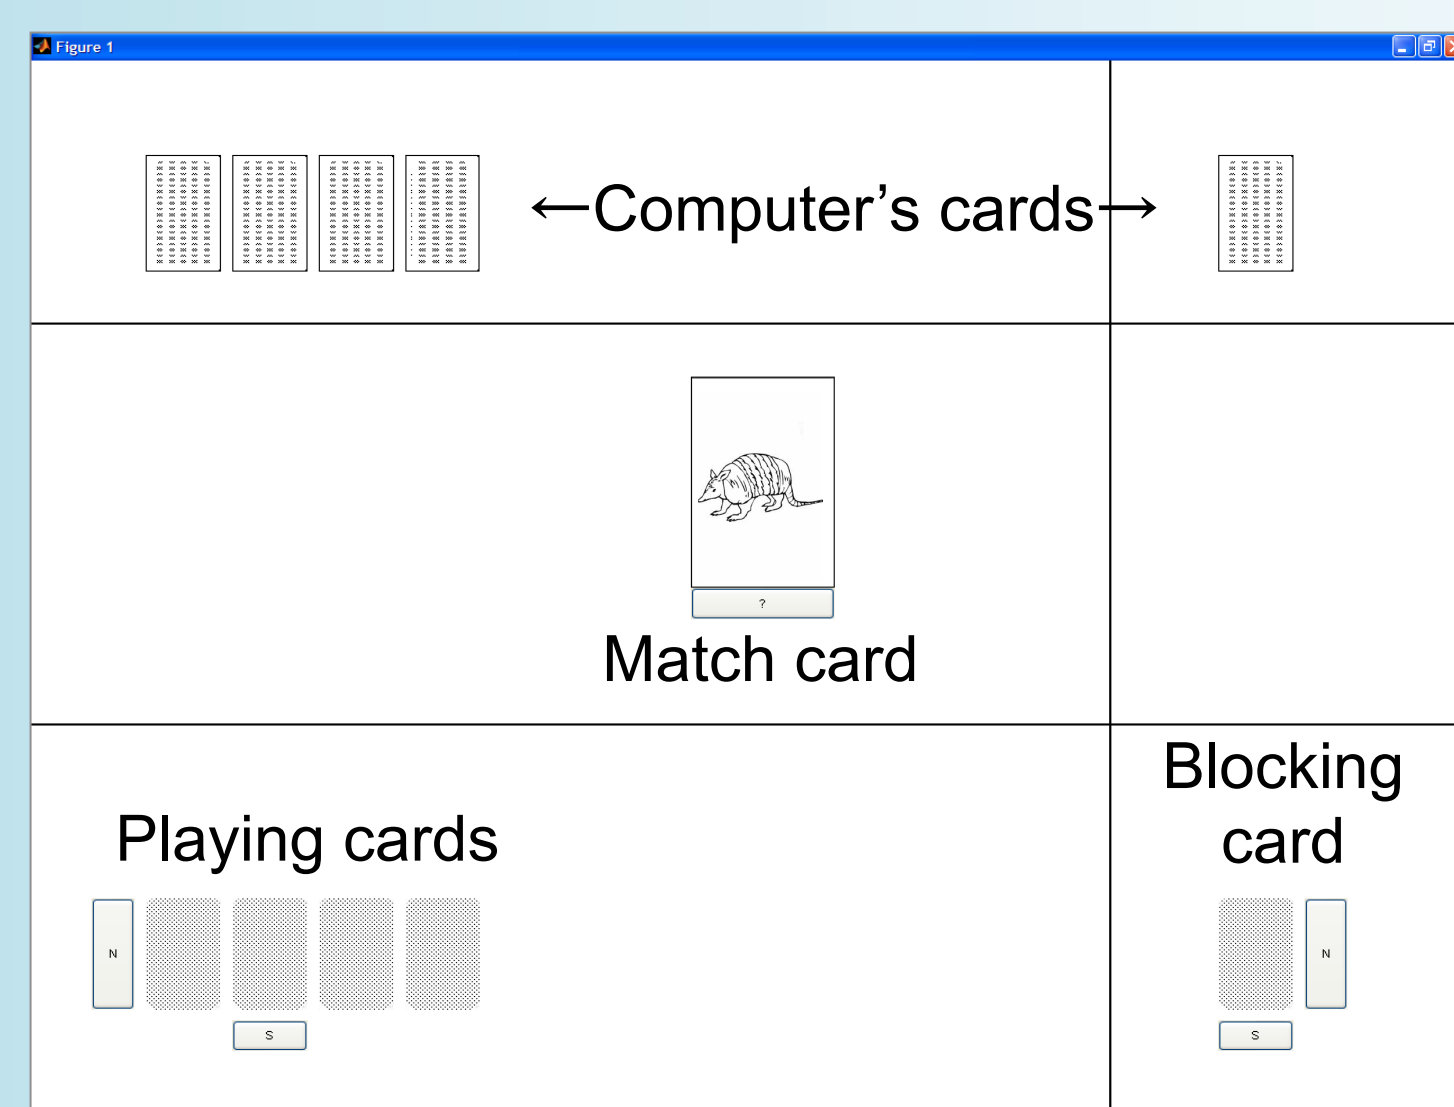 Figure 1
←Computer’s cards→
?
Match card
Blocking
card
Playing cards
N
N
S
S